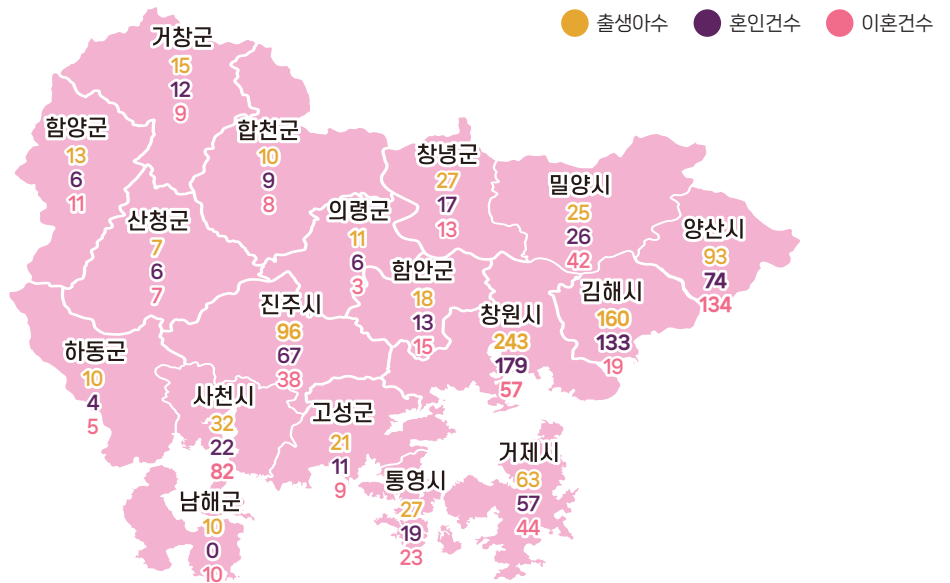 출생아수 혼인건수 이혼건수
거창군
15
12
9
함양군
13
6
11
합천군
10
9
8
창녕군
27
17
13
밀양시
25
26
42
양산시
93
74
134
산청군
7
6
7
의령군
11
6
3
함안군
18
13
15
김해시
160
133
19
진주시
96
67
38
창원시
243
179
57
하동군
10
4
5
사천시
32
22
82
고성군
21
11
9
거제시
63
57
44
통영시
27
19
23
남해군
10
0
10